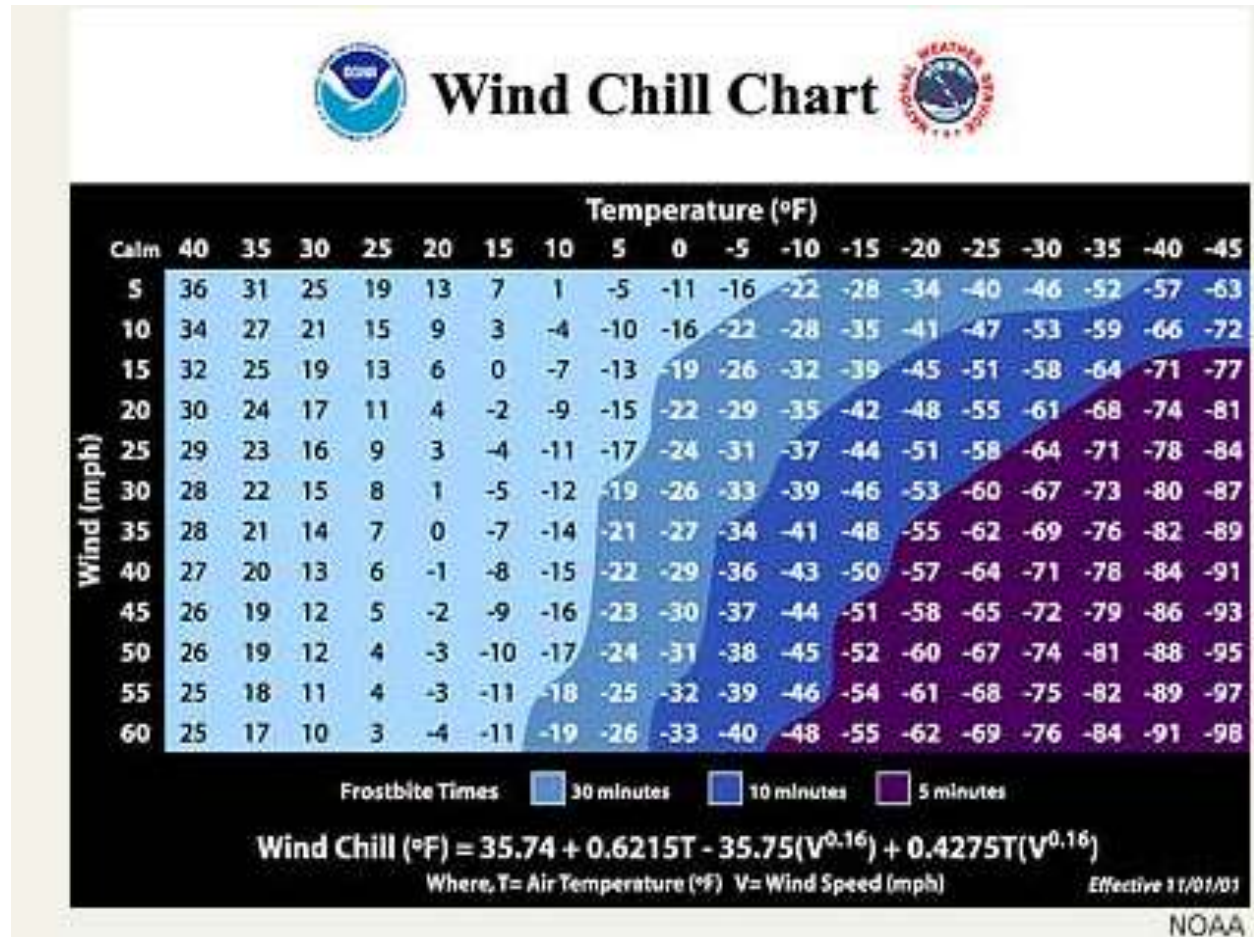 NOAA
Wind Chill Chart
NATIONAL WEATHER SERVICE
Temperature (°F)
Calm 40 35 30 25 20 15 10 5 0 -5 -10 -15 -20 -25 -30 -35 -40 -45
Wind (mph)
5 36 31 25 19 13 7 1 -5 -11 -16 -22 -28 -34 -40 -46 -52 -57 -63
10 34 27 21 15 9 3 -4 -10 -16 -22 -28 -35 -41 -47 -53 -59 -66 -72
15 32 25 19 13 6 0 -7 -13 -19 -26 -32 -39 -45 -51 -58 -64 -71 -77
20 30 24 17 11 4 -2 -9 -15 -22 -29 -35 -42 -48 -55 -61 -68 -74 -81
25 29 23 16 9 3 -4 -11 -17 -24 -31 -37 -44 -51 -58 -64 -71 -78 -84
30 28 22 15 8 1 -5 -12 -19 -26 -33 -39 -46 -53 -60 -67 -73 -80 -87
35 28 21 14 7 0 -7 -14 -21 -27 -34 -41 -48 -55 -62 -69 -76 -82 -89
40 27 20 13 6 -1 -8 -15 -22 -29 -36 -43 -50 -57 -64 -71 -78 -84 -91
45 26 19 12 5 -2 -9 -16 -23 -30 -37 -44 -51 -58 -65 -72 -79 -86 -93
50 26 19 12 4 -3 -10 -17 -24 -31 -38 -45 -52 -60 -67 -74 -81 -88 -95
55 25 18 11 4 -3 -11 -18 -25 -32 -39 -46 -54 -61 -68 -75 -82 -89 -97
60 25 17 10 3 -4 -11 -19 -26 -33 -40 -48 -55 -62 -69 -76 -84 -91 -98
Frostbite Times 30 minutes 10 minutes 5 minutes
Wind Chill (°F) = 35.74 + 0.6215T - 35.75(V^0.16) + 0.4275T(V^0.16)
Where, T= Air Temperature (°F) V= Wind Speed (mph) Effective 11/01/01
NOAA